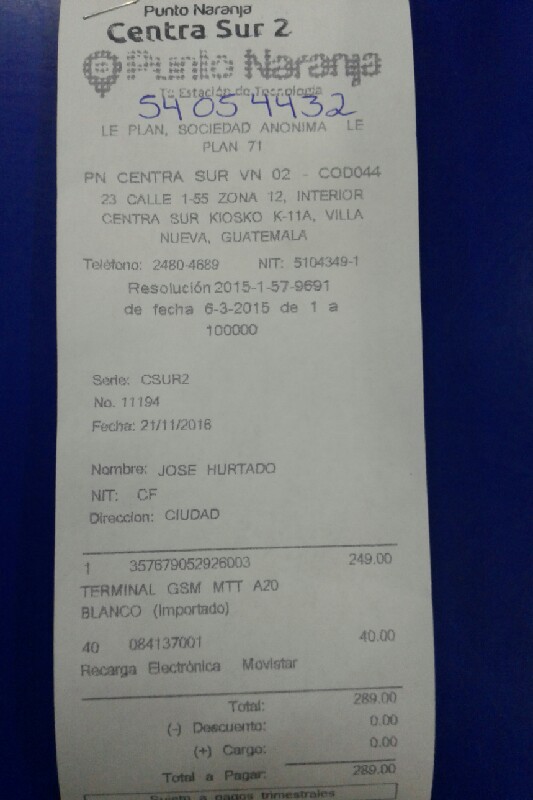 Punto Naranja
Centra Sur 2
Punto Naranja
Tu Estación de Tecnología
54054432
LE PLAN, SOCIEDAD ANONIMA LE
PLAN 71
PN CENTRA SUR VN 02 - COD044
23 CALLE 1-55 ZONA 12, INTERIOR
CENTRA SUR KIOSKO K-11A, VILLA
NUEVA, GUATEMALA
Teléfono: 2480-4689 NIT: 5104349-1
Resolución 2015-1-57-9691
de fecha 6-3-2015 de 1 a
100000
Serie: CSUR2
No. 11194
Fecha: 21/11/2016
Nombre: JOSE HURTADO
NIT: CF
Direccion: CIUDAD
1 357679052926003 249.00
TERMINAL GSM MTT A20
BLANCO (Importado)
40 084137001 40.00
Recarga Electrónica Movistar
Total: 289.00
(-) Descuento: 0.00
(+) Cargo: 0.00
Total a Pagar: 289.00
Sujeto a pagos trimestrales